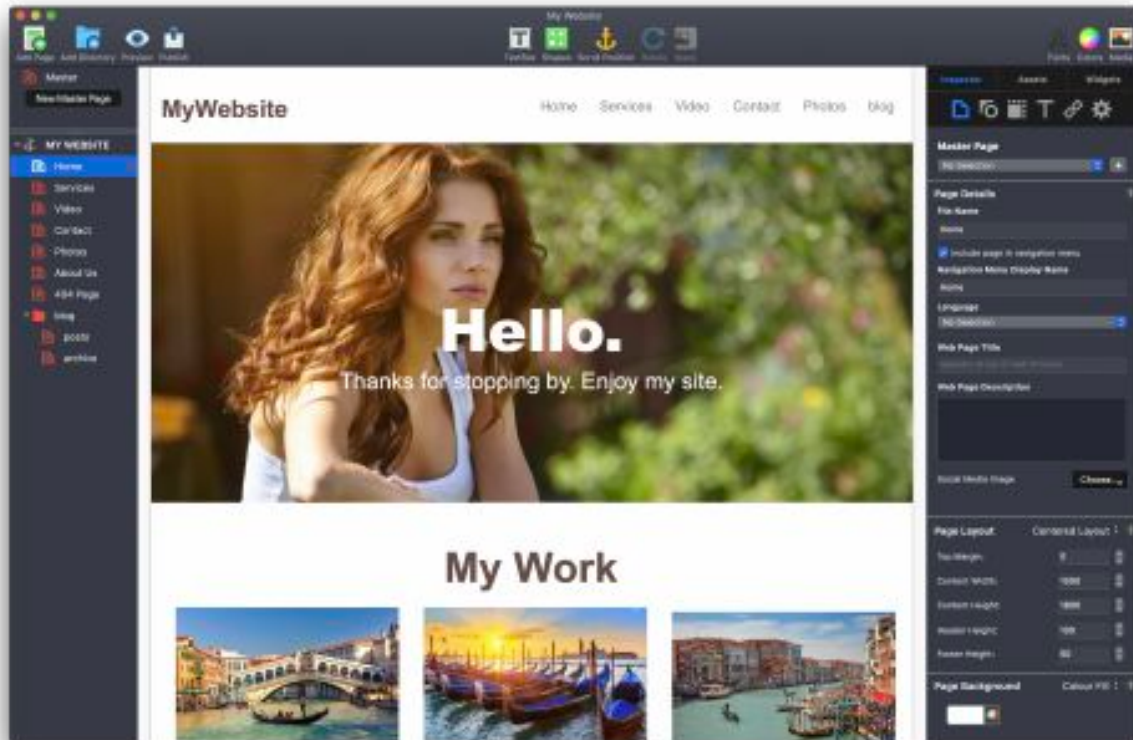 My Website
Add Page Add Directory Preview Publish
TextBox Shapes Scroll Position
Fonts Colors Media
Master
New Master Page
MY WEBSITE
Home
Services
Video
Contact
Photos
About Us
404 Page
blog
posts
archive
MyWebsite
Home Services Video Contact Photos blog
Hello.
Thanks for stopping by. Enjoy my site.
My Work
Inspector Assets Widgets
Master Page
No Selection
Page Details
File Name
Home
Include page in navigation menu
Navigation Menu Display Name
Home
Language
No Selection
Web Page Title
Web Page Description
Social Media Image Choose...
Page Layout Centered Layout
Top Margin: 0
Content Width:
Content Height:
Header Height:
Footer Height:
Page Background Colour Fill